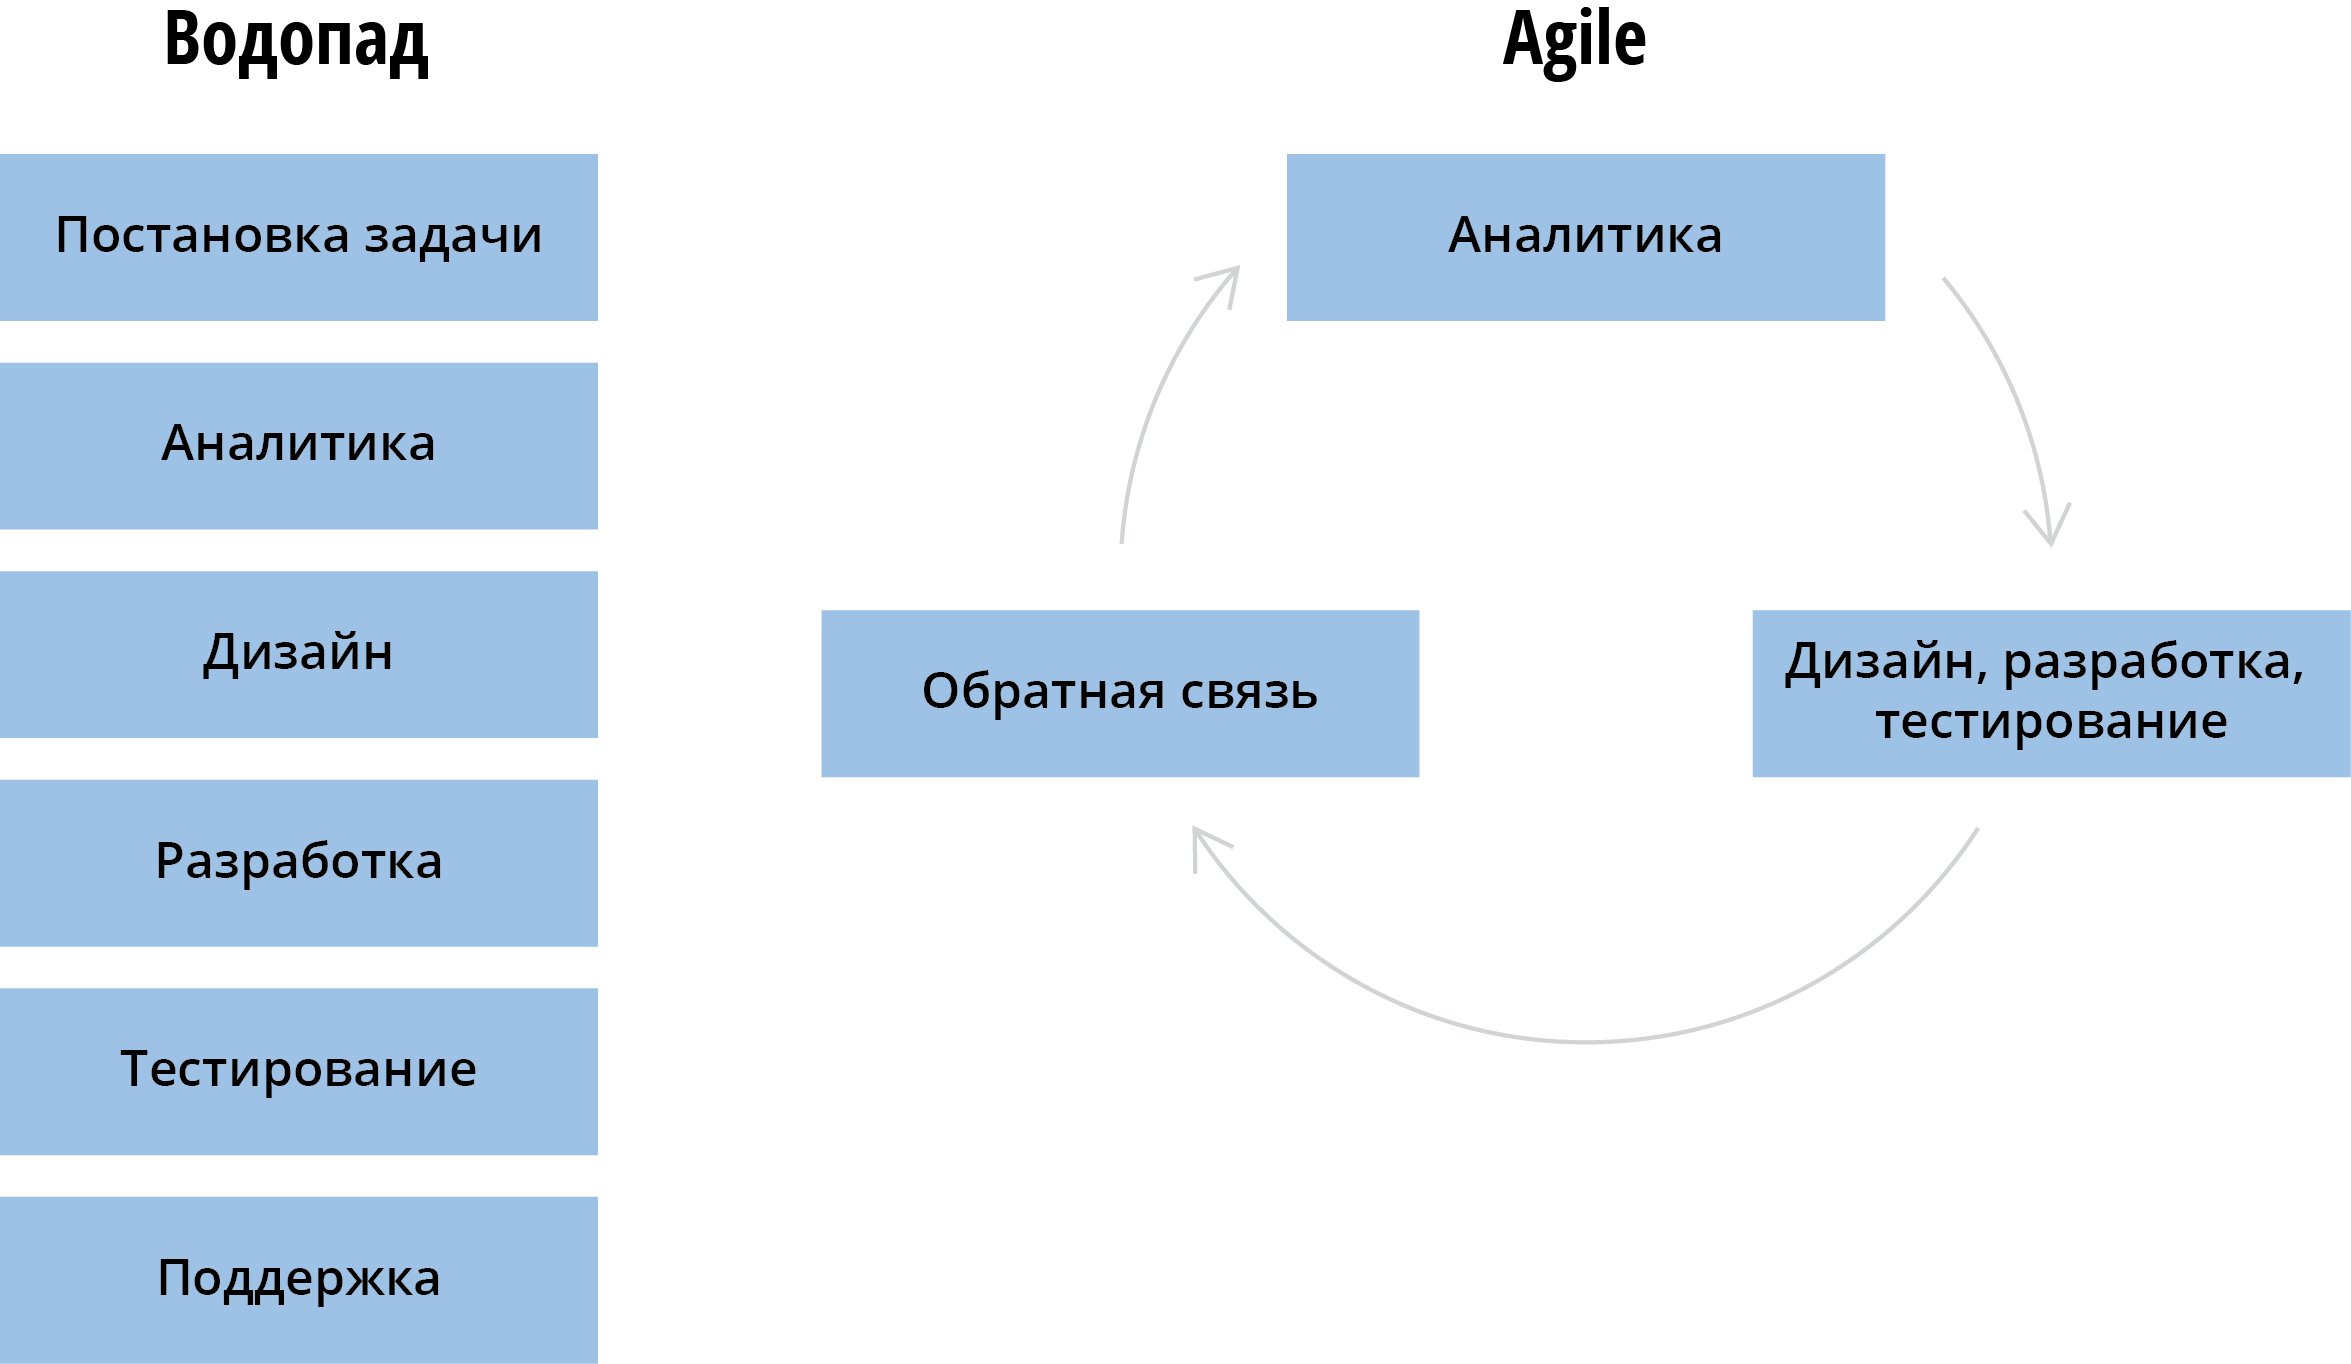 Водопад
Постановка задачи
Аналитика
Дизайн
Разработка
Тестирование
Поддержка
Agile
Аналитика
Дизайн, разработка,
тестирование
Обратная связь